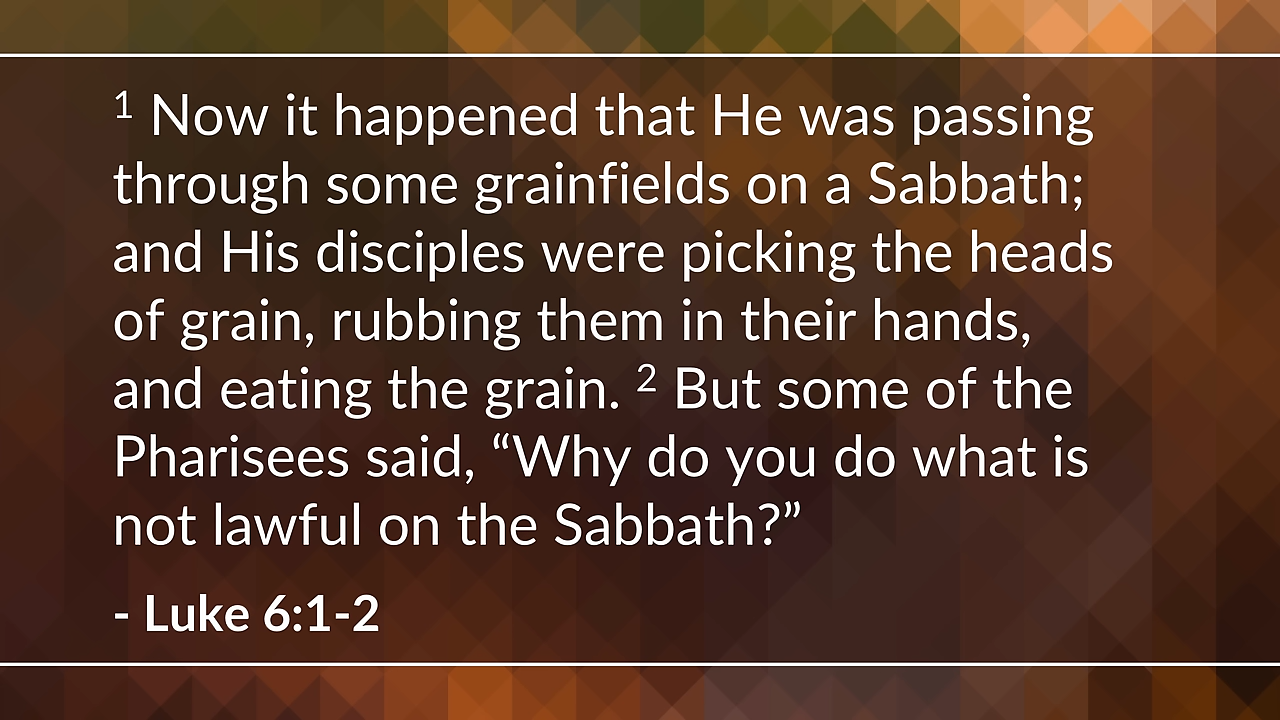 1 Now it happened that He was passing
through some grainfields on a Sabbath;
and His disciples were picking the heads
of grain, rubbing them in their hands,
and eating the grain. 2 But some of the
Pharisees said, “Why do you do what is
not lawful on the Sabbath?”
- Luke 6:1-2